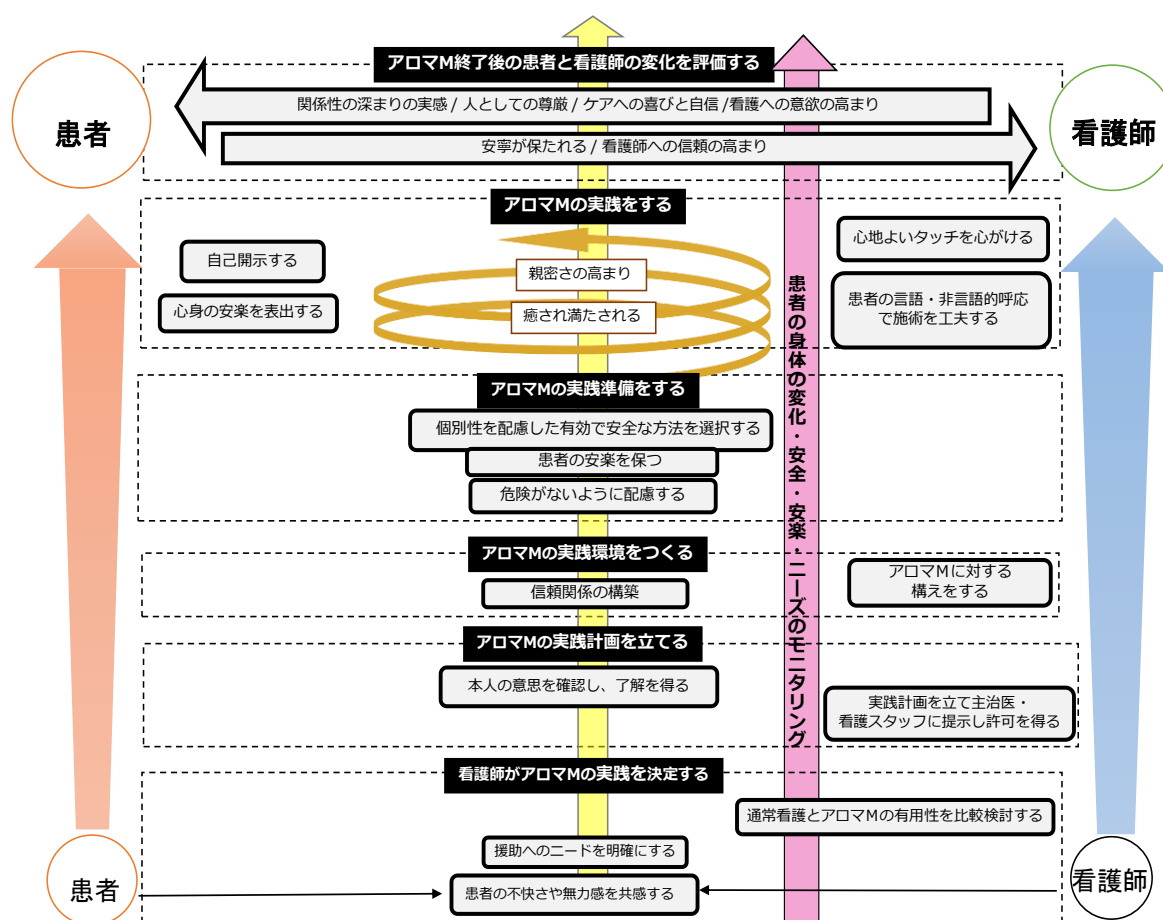 アロマM終了後の患者と看護師の変化を評価する
患者
看護師
関係性の深まりの実感 / 人としての尊厳 / ケアへの喜びと自信 /看護への意欲の高まり
安寧が保たれる / 看護師への信頼の高まり
アロマMの実践をする
自己開示する
心身の安楽を表出する
親密さの高まり
癒され満たされる
心地よいタッチを心がける
患者の言語・非言語的呼応
で施術を工夫する
患者の身体の変化・安全・安楽・ニーズのモニタリング
アロマMの実践準備をする
個別性を配慮した有効で安全な方法を選択する
患者の安楽を保つ
危険がないように配慮する
アロマMの実践環境をつくる
信頼関係の構築
アロマMに対する
構えをする
アロマMの実践計画を立てる
本人の意思を確認し、了解を得る
実践計画を立て主治医・
看護スタッフに提示し許可を得る
看護師がアロマMの実践を決定する
通常看護とアロマMの有用性を比較検討する
援助へのニードを明確にする
患者の不快さや無力感を共感する
患者
看護師